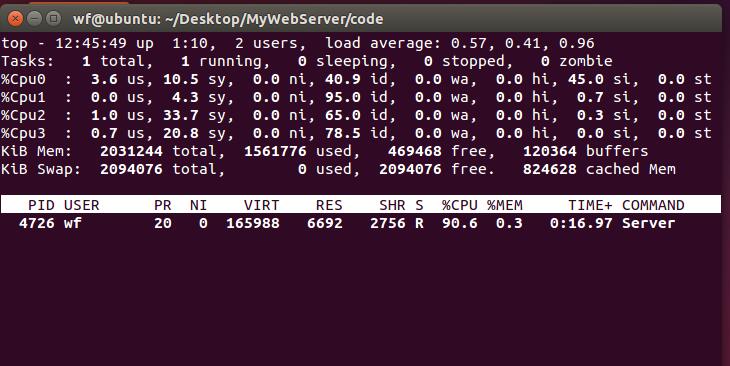 wf@ubuntu: ~/Desktop/MyWebServer/code
top - 12:45:49 up  1:10,  2 users,  load average: 0.57, 0.41, 0.96
Tasks:   1 total,   1 running,   0 sleeping,   0 stopped,   0 zombie
%Cpu0  :  3.6 us, 10.5 sy,  0.0 ni, 40.9 id,  0.0 wa,  0.0 hi, 45.0 si,  0.0 st
%Cpu1  :  0.0 us,  4.3 sy,  0.0 ni, 95.0 id,  0.0 wa,  0.0 hi,  0.7 si,  0.0 st
%Cpu2  :  1.0 us, 33.7 sy,  0.0 ni, 65.0 id,  0.0 wa,  0.0 hi,  0.3 si,  0.0 st
%Cpu3  :  0.7 us, 20.8 sy,  0.0 ni, 78.5 id,  0.0 wa,  0.0 hi,  0.0 si,  0.0 st
KiB Mem:   2031244 total,  1561776 used,   469468 free,   120364 buffers
KiB Swap:  2094076 total,        0 used,  2094076 free.   824628 cached Mem
PID USER      PR  NI    VIRT    RES    SHR S  %CPU %MEM     TIME+ COMMAND
4726 wf        20   0  165988   6692   2756 R  90.6  0.3   0:16.97 Server